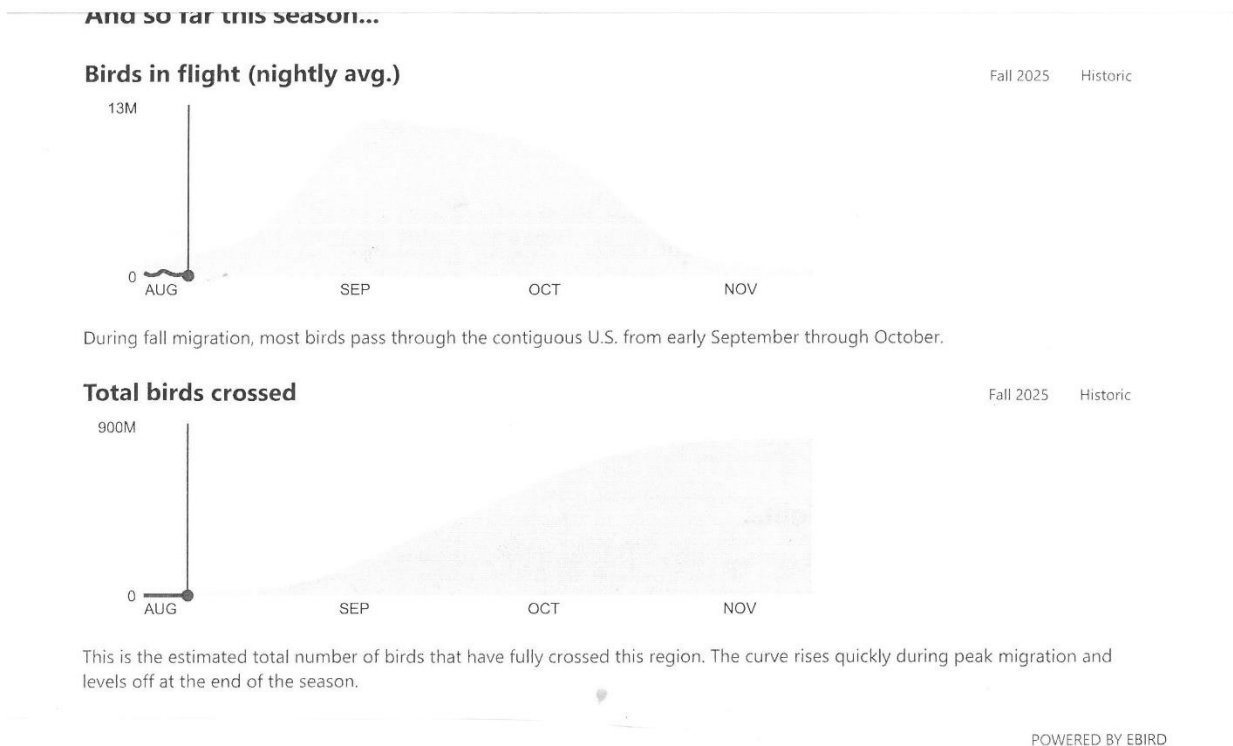 And so far this season...
Birds in flight (nightly avg.)
Fall 2025 Historic
13M
0
AUG SEP OCT NOV
During fall migration, most birds pass through the contiguous U.S. from early September through October.
Total birds crossed
Fall 2025 Historic
900M
0
AUG SEP OCT NOV
This is the estimated total number of birds that have fully crossed this region. The curve rises quickly during peak migration and
levels off at the end of the season.
POWERED BY EBIRD